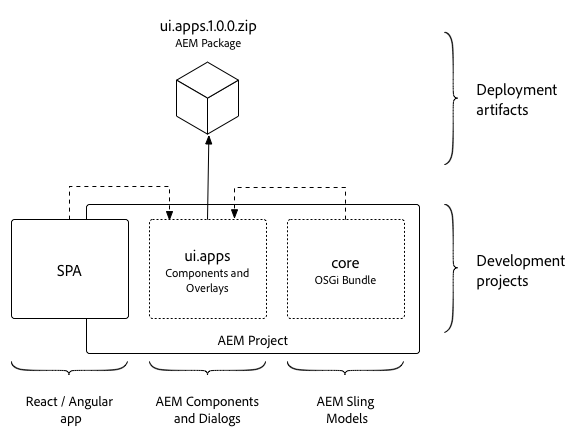 ui.apps.1.0.0.zip
AEM Package
Deployment
artifacts
SPA
ui.apps
Components and
Overlays
core
OSGi Bundle
Development
projects
AEM Project
React / Angular
app
AEM Components
and Dialogs
AEM Sling
Models